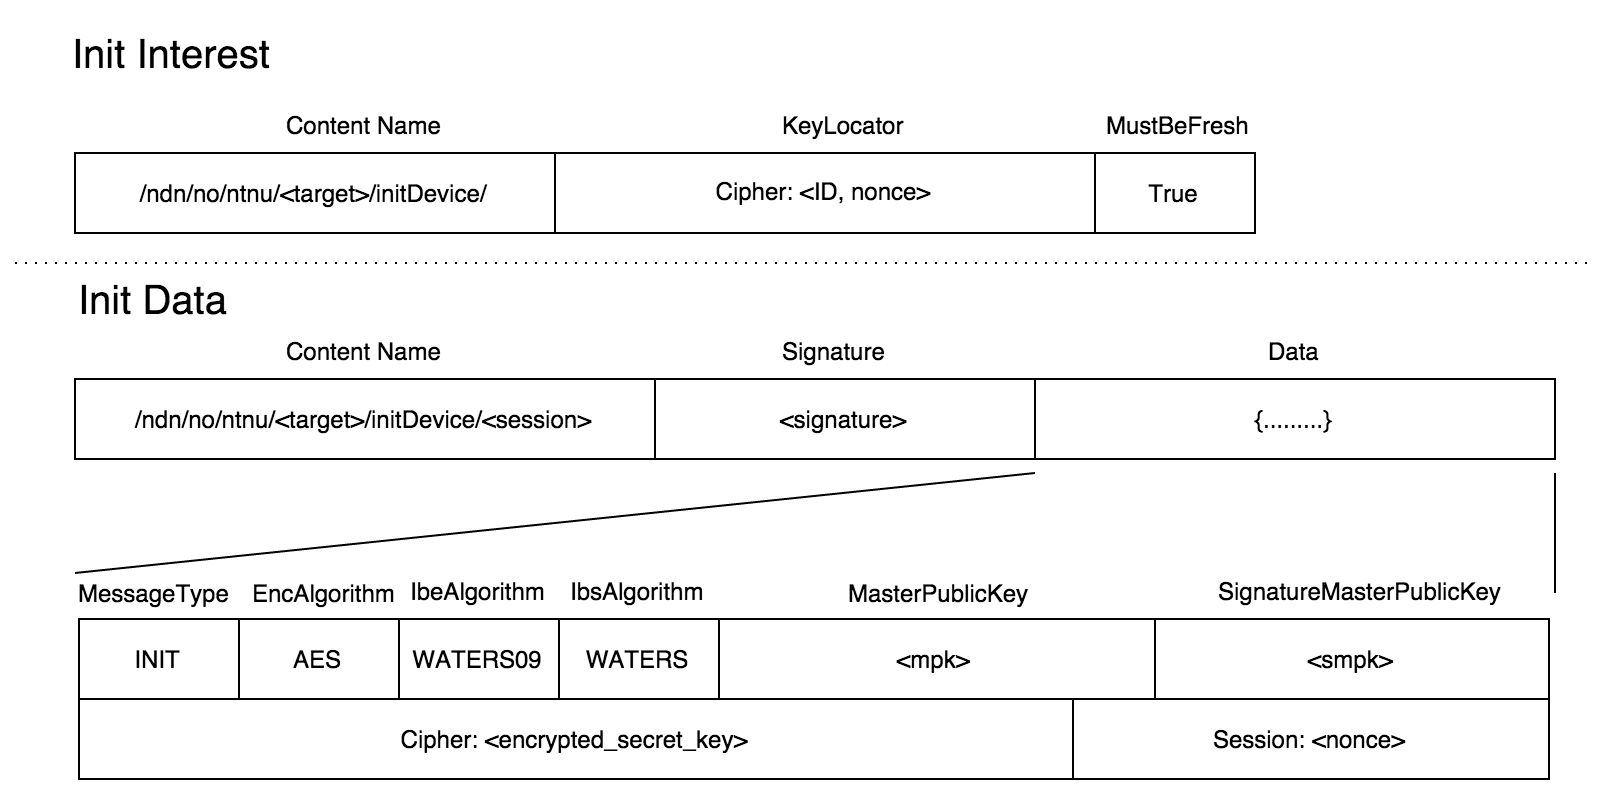 Init Interest
Content Name
KeyLocator
MustBeFresh
/ndn/no/ntnu/<target>/initDevice/
Cipher: <ID, nonce>
True
Init Data
Content Name
Signature
Data
/ndn/no/ntnu/<target>/initDevice/<session>
<signature>
{.........}
MessageType
EncAlgorithm
IbeAlgorithm
IbsAlgorithm
MasterPublicKey
SignatureMasterPublicKey
INIT
AES
WATERS09
WATERS
<mpk>
<smpk>
Cipher: <encrypted_secret_key>
Session: <nonce>